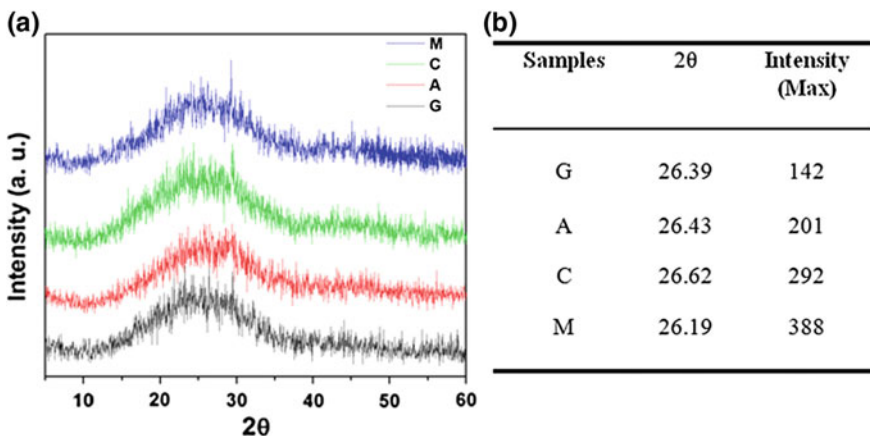 (a)
Intensity (a. u.)
M
C
A
G
10 20 30 40 50 60
2θ
(b)
Samples 2θ Intensity
(Max)
G 26.39 142
A 26.43 201
C 26.62 292
M 26.19 388